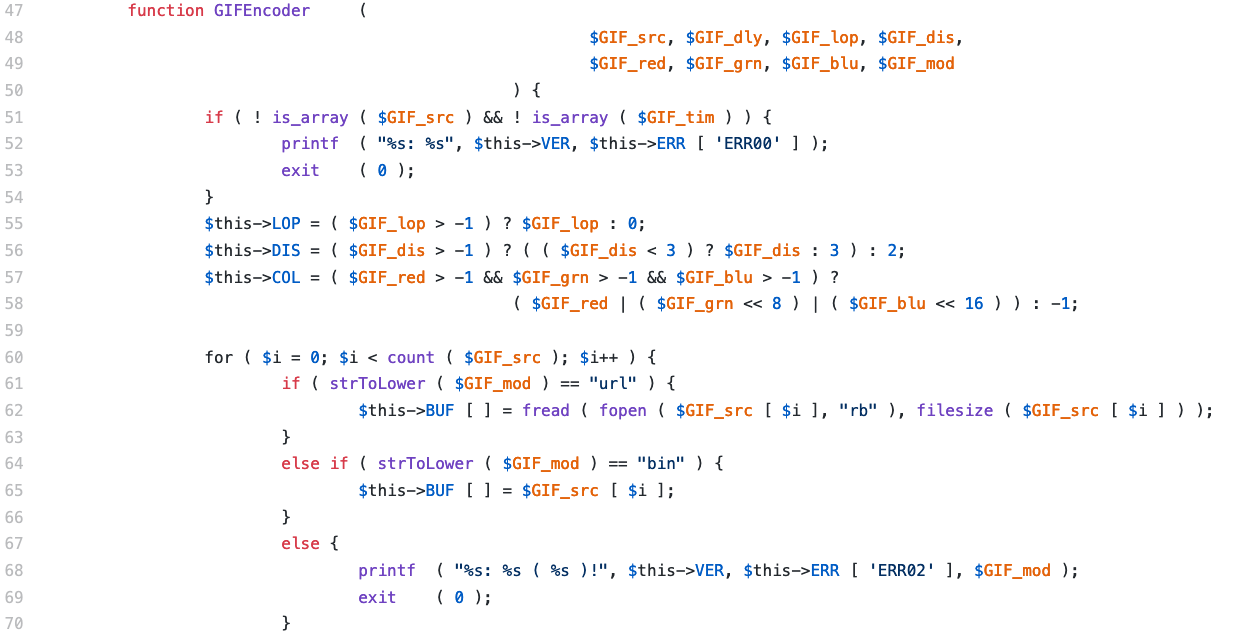 47 function GIFEncoder (
48 $GIF_src, $GIF_dly, $GIF_lop, $GIF_dis,
49 $GIF_red, $GIF_grn, $GIF_blu, $GIF_mod
50 ) {
51 if ( ! is_array ( $GIF_src ) && ! is_array ( $GIF_tim ) ) {
52 printf ( "%s: %s", $this->VER, $this->ERR [ 'ERR00' ] );
53 exit ( 0 );
54 }
55 $this->LOP = ( $GIF_lop > -1 ) ? $GIF_lop : 0;
56 $this->DIS = ( $GIF_dis > -1 ) ? ( ( $GIF_dis < 3 ) ? $GIF_dis : 3 ) : 2;
57 $this->COL = ( $GIF_red > -1 && $GIF_grn > -1 && $GIF_blu > -1 ) ?
58 ( $GIF_red | ( $GIF_grn << 8 ) | ( $GIF_blu << 16 ) ) : -1;
59
60 for ( $i = 0; $i < count ( $GIF_src ); $i++ ) {
61 if ( strToLower ( $GIF_mod ) == "url" ) {
62 $this->BUF [ ] = fread ( fopen ( $GIF_src [ $i ], "rb" ), filesize ( $GIF_src [ $i ] ) );
63 }
64 else if ( strToLower ( $GIF_mod ) == "bin" ) {
65 $this->BUF [ ] = $GIF_src [ $i ];
66 }
67 else {
68 printf ( "%s: %s ( %s )!", $this->VER, $this->ERR [ 'ERR02' ], $GIF_mod );
69 exit ( 0 );
70 }